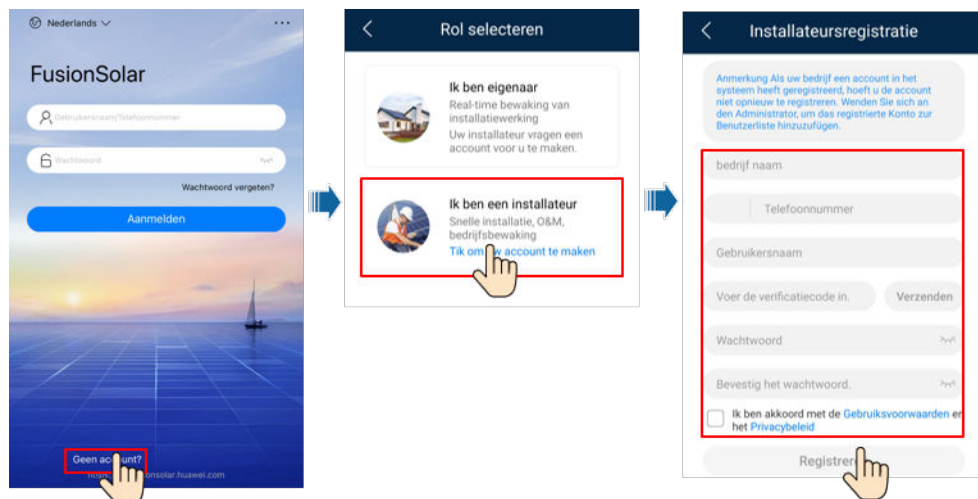 Nederlands
FusionSolar
Gebruikersnaam/Telefoonnummer
Wachtwoord
Wachtwoord vergeten?
Aanmelden
Geen account?
Rol selecteren
Ik ben eigenaar
Real-time bewaking van
installatiewerking
Uw installateur vragen een
account voor u te maken.
Ik ben een installateur
Snelle installatie, O&M,
bedrijfsbewaking
Tik om uw account te maken
Installateursregistratie
Anmerkung Als uw bedrijf een account in het
systeem heeft geregistreerd, hoeft u de account
niet opnieuw te registreren. Wenden Sie sich an
den Administrator, um das registrierte Konto zur
Benutzerliste hinzuzufügen.
bedrijf naam
Telefoonnummer
Gebruikersnaam
Voer de verificatiecode in. Verzenden
Wachtwoord
Bevestig het wachtwoord.
Ik ben akkoord met de Gebruiksvoorwaarden en
het Privacybeleid
Registreren